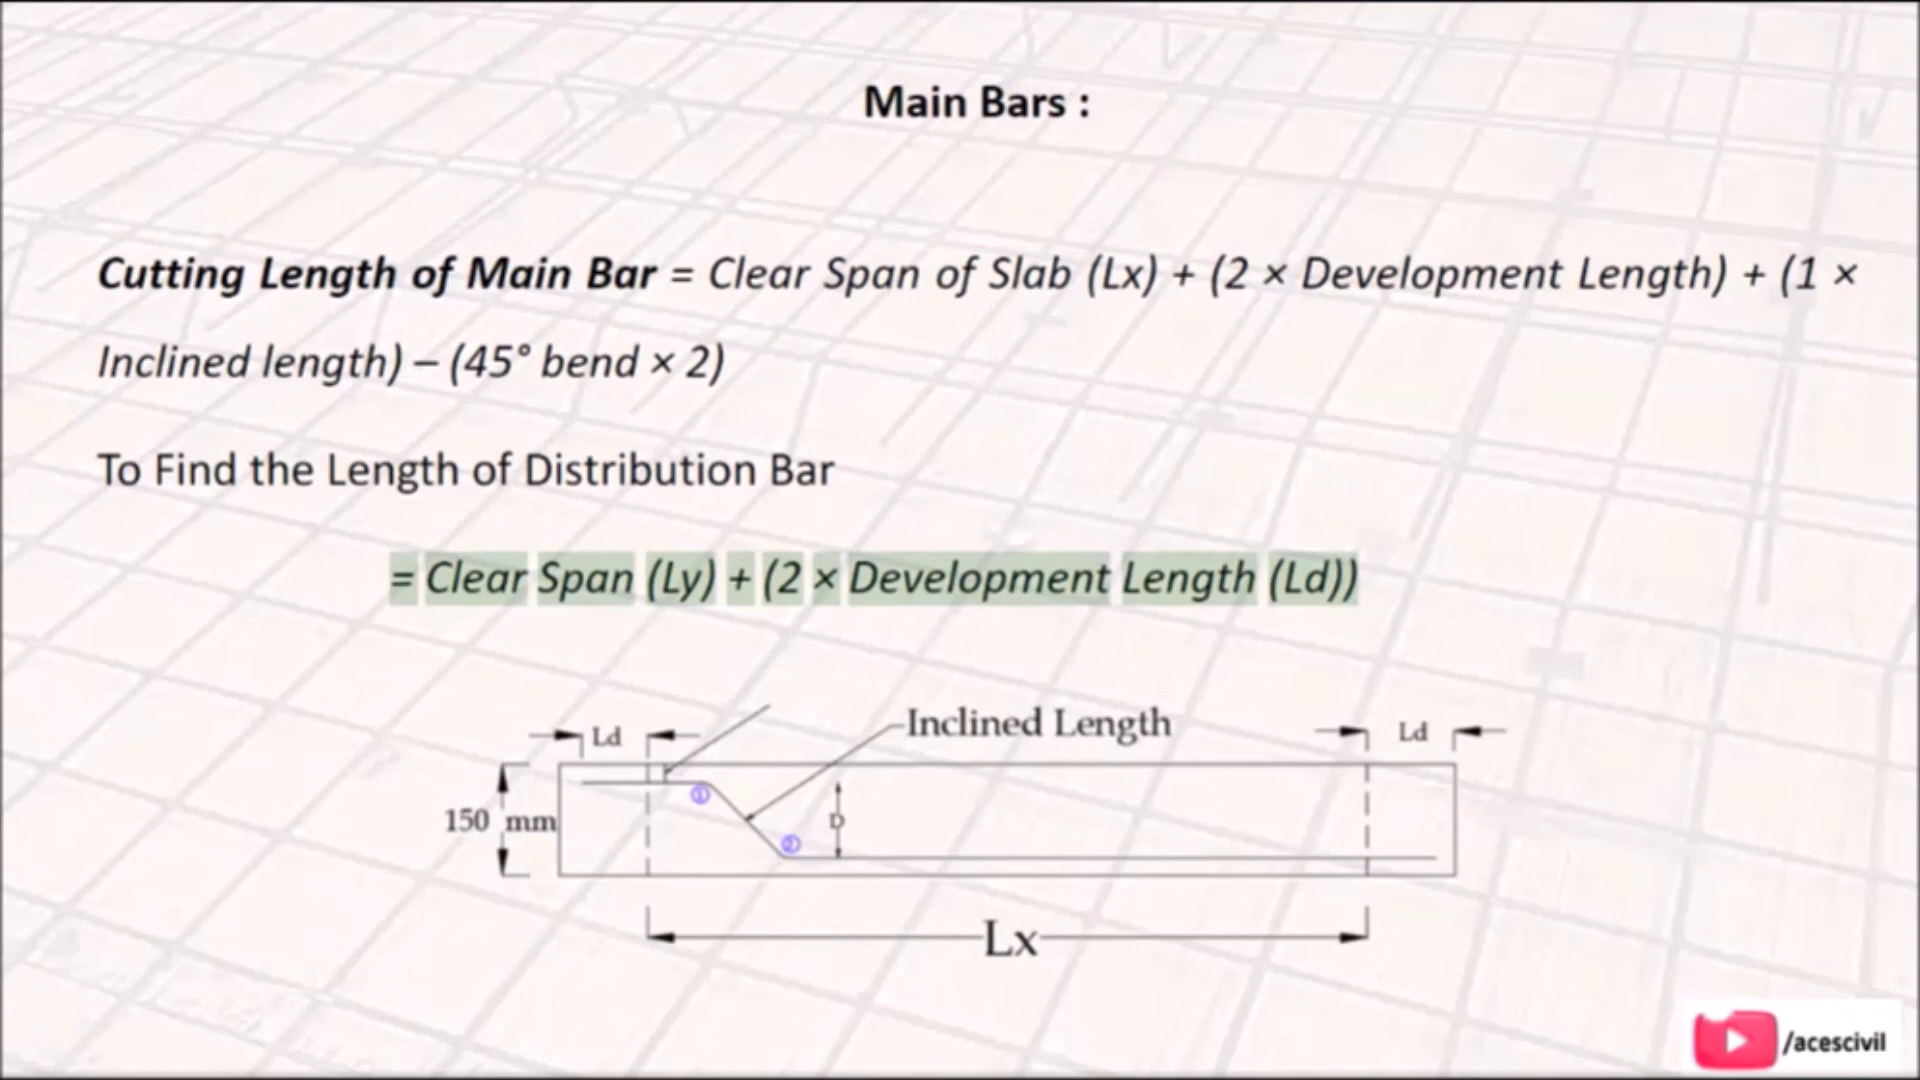 Main Bars :
Cutting Length of Main Bar = Clear Span of Slab (Lx) + (2 × Development Length) + (1 ×
Inclined length) – (45° bend × 2)
To Find the Length of Distribution Bar
= Clear Span (Ly) + (2 × Development Length (Ld))
Inclined Length
Ld
Ld
①
150 mm
D
②
Lx
/acescivil